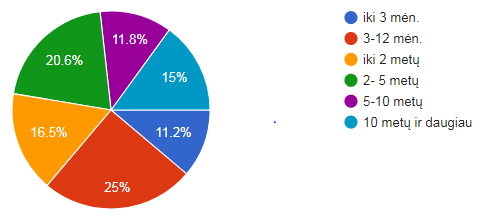 11.8%
20.6%
15%
16.5%
11.2%
25%
iki 3 mėn.
3-12 mėn.
iki 2 metų
2- 5 metų
5-10 metų
10 metų ir daugiau